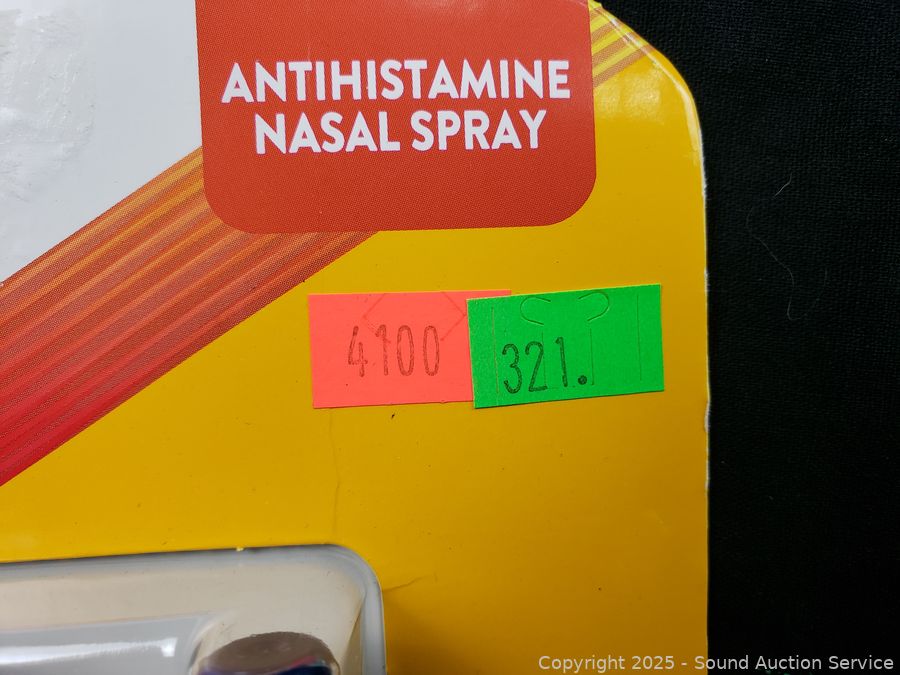 ANTIHISTAMINE
NASAL SPRAY
4100
321.
Copyright © 2025 - Sound Auction Service